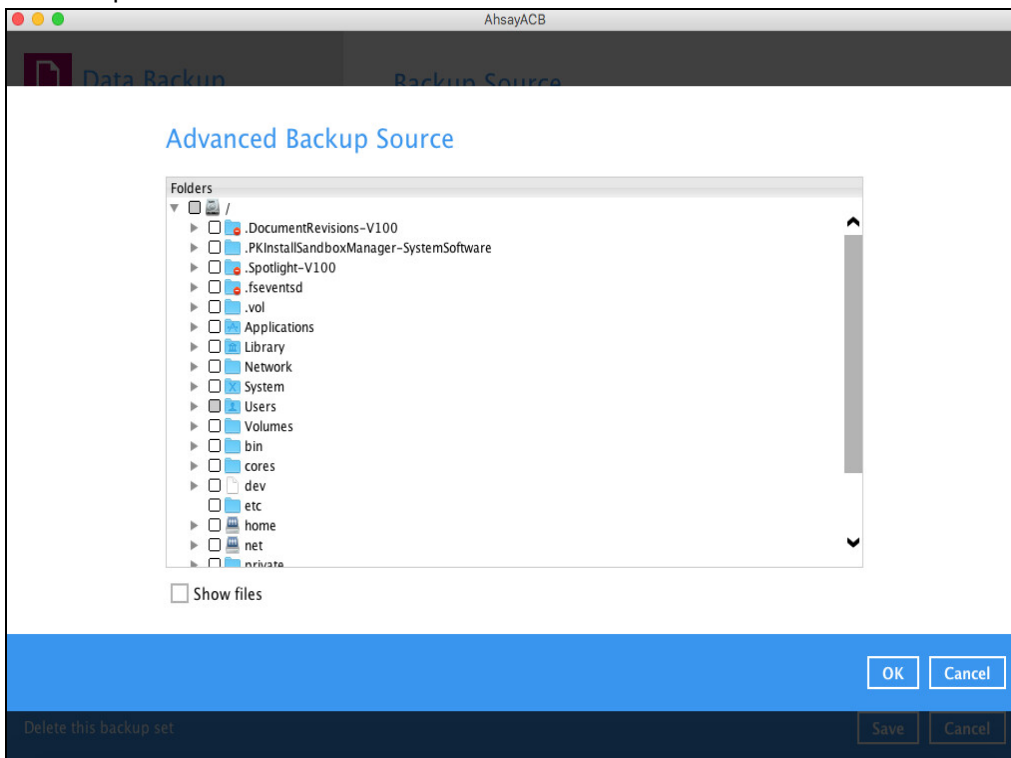 AhsayACB
Data Backup
Backup Source
Advanced Backup Source
Folders
/
.DocumentRevisions-V100
.PKInstallSandboxManager-SystemSoftware
.Spotlight-V100
.fseventsd
.vol
Applications
Library
Network
System
Users
Volumes
bin
cores
dev
etc
home
net
private
Show files
OK Cancel
Delete this backup set Save Cancel